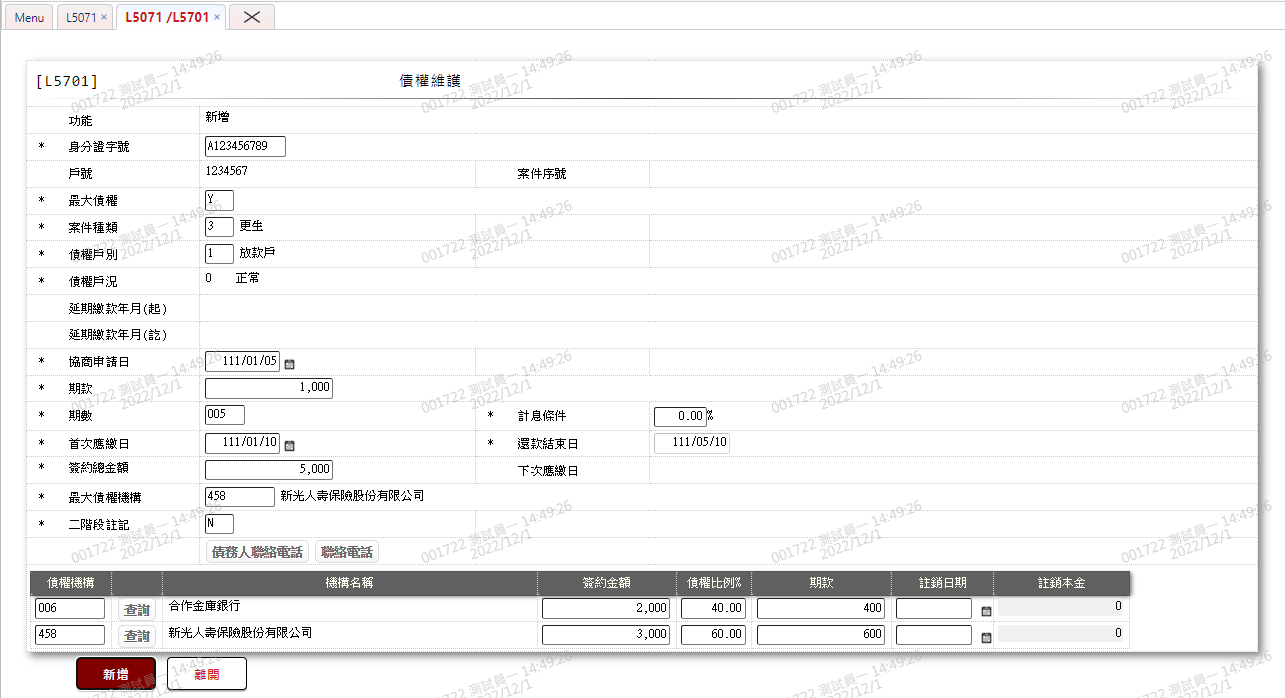 Menu L5071 × L5071 /L5701 ×
[L5701] 債權維護
功能 新增
* 身分證字號 A123456789
戶號 1234567 案件序號
* 最大債權 Y
* 案件種類 3 更生
* 債權戶別 1 放款戶
* 債權戶況 0 正常
延期繳款年月(起)
延期繳款年月(訖)
* 協商申請日 111/01/05
* 期款 1,000
* 期數 005 * 計息條件 0.00 %
* 首次應繳日 111/01/10 * 還款結束日 111/05/10
* 簽約總金額 5,000 下次應繳日
* 最大債權機構 458 新光人壽保險股份有限公司
* 二階段註記 N
債務人聯絡電話 聯絡電話
債權機構 機構名稱 簽約金額 債權比例% 期款 註銷日期 註銷本金
006 查詢 合作金庫銀行 2,000 40.00 400 0
458 查詢 新光人壽保險股份有限公司 3,000 60.00 600 0
新增 離開
001722 測試員一 14:49:26
2022/12/1